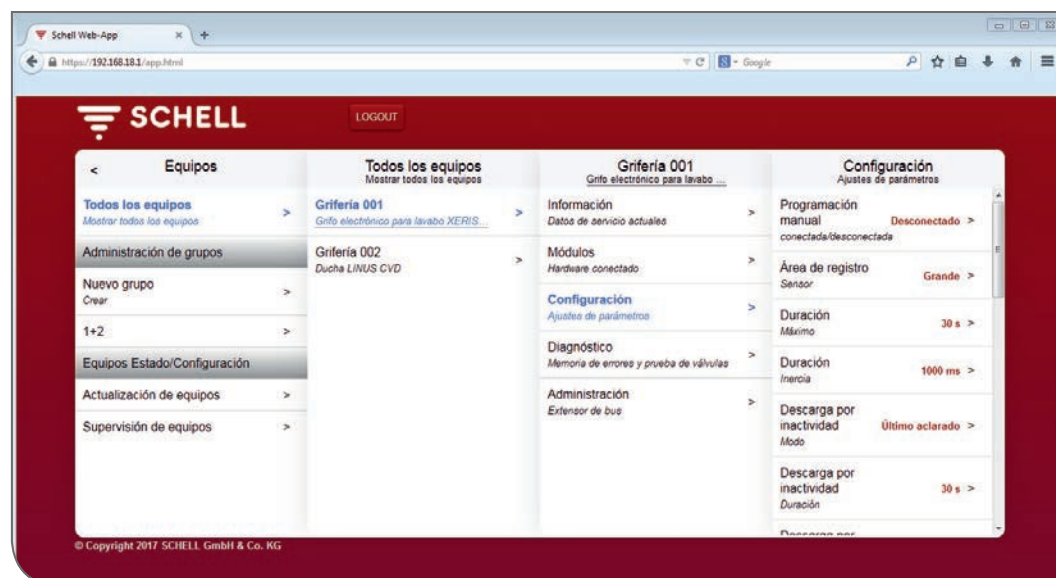 Schell Web-App
https://192.168.18.1/app.html
Google
SCHELL
LOGOUT
< Equipos
Todos los equipos
Mostrar todos los equipos
>
Administración de grupos
Nuevo grupo
Crear
>
1+2 >
Equipos Estado/Configuración
Actualización de equipos >
Supervisión de equipos >
Todos los equipos
Mostrar todos los equipos
Grifería 001
Grifo electrónico para lavabo XERIS...
>
Grifería 002
Ducha LINUS CVD
>
Grifería 001
Grifo electrónico para lavabo ...
Información
Datos de servicio actuales
>
Módulos
Hardware conectado
>
Configuración
Ajustes de parámetros
>
Diagnóstico
Memoria de errores y prueba de válvulas
>
Administración
Extensor de bus
>
Configuración
Ajustes de parámetros
Programación
manual
Desconectado >
conectada/desconectada
Área de registro
Grande >
Sensor
Duración
30 s >
Máximo
Duración
1000 ms >
Inercia
Descarga por
inactividad
Último aclarado >
Modo
Descarga por
inactividad
30 s >
Duración
Descarga por
© Copyright 2017 SCHELL GmbH & Co. KG